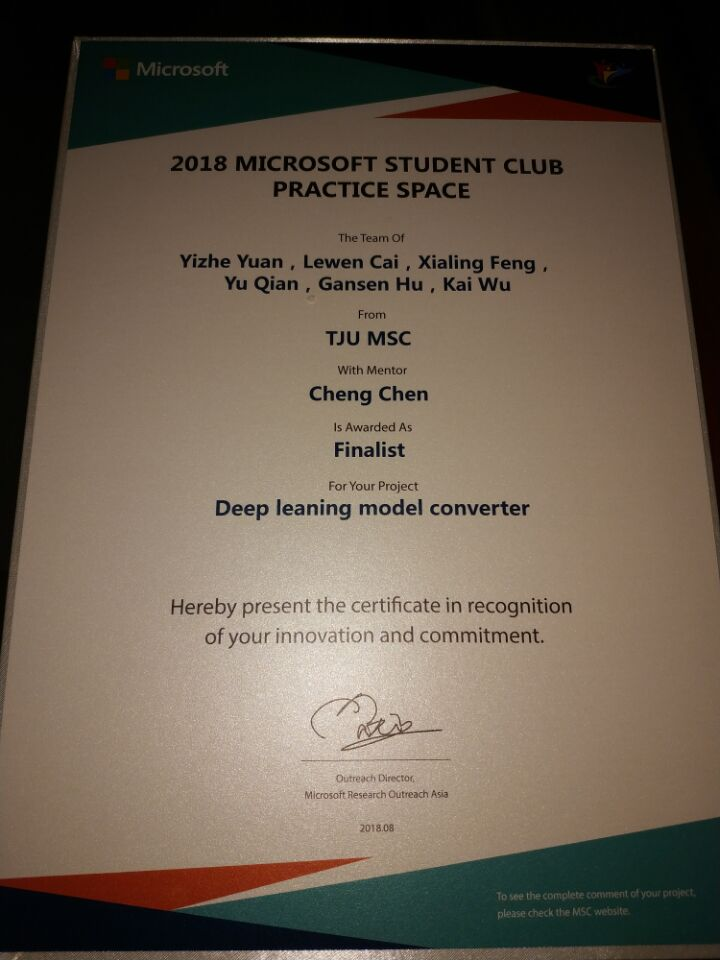 Microsoft
2018 MICROSOFT STUDENT CLUB
PRACTICE SPACE
The Team Of
Yizhe Yuan , Lewen Cai , Xialing Feng ,
Yu Qian , Gansen Hu , Kai Wu
From
TJU MSC
With Mentor
Cheng Chen
Is Awarded As
Finalist
For Your Project
Deep leaning model converter
Hereby present the certificate in recognition
of your innovation and commitment.
Outreach Director,
Microsoft Research Outreach Asia
2018.08
To see the complete comment of your project,
please check the MSC website.